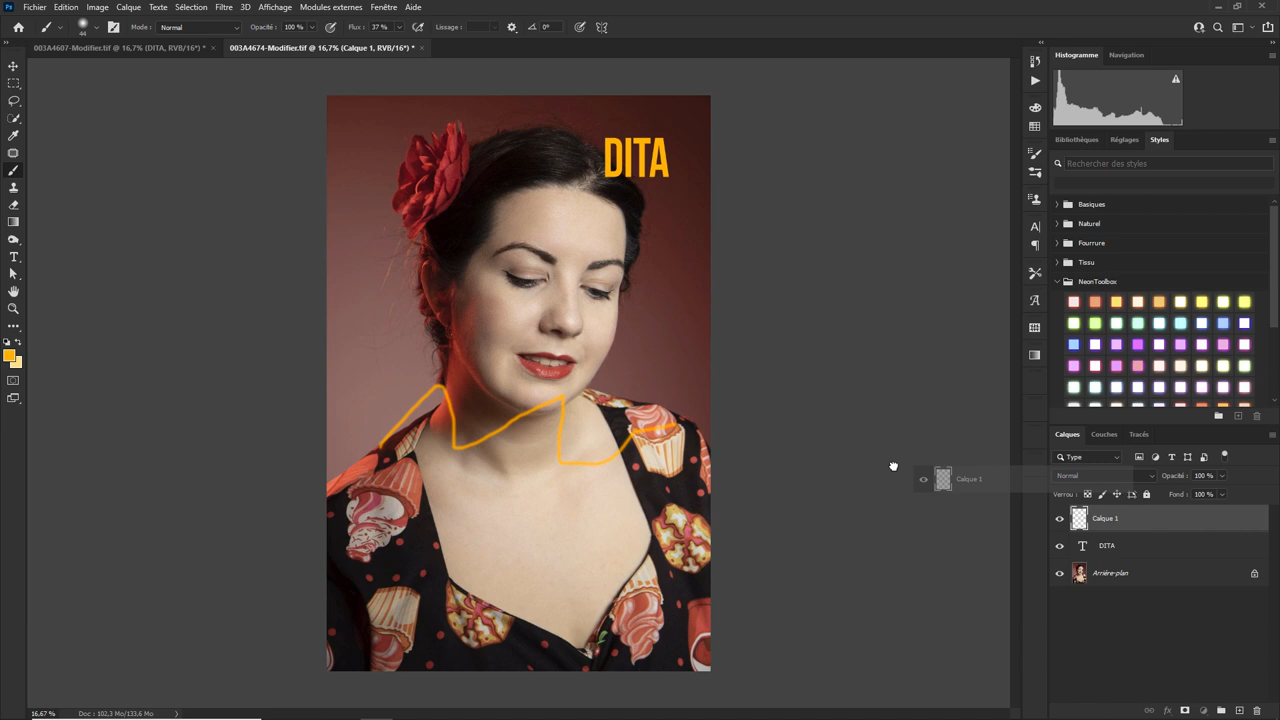 Ps Fichier Edition Image Calque Texte Sélection Filtre 3D Affichage Modules externes Fenêtre Aide
44 Mode : Normal Opacité : 100 % Flux : 37 % Lissage : 0°
003A4607-Modifier.tif @ 16,7% (DITA, RVB/16*) * × 003A4674-Modifier.tif @ 16,7% (Calque 1, RVB/16*) * ×
Histogramme Navigation
Bibliothèques Réglages Styles
Rechercher des styles
Basiques
Naturel
Fourrure
Tissu
NeonToolbox
DITA
Calques Couches Tracés
Type
Normal Opacité : 100 %
Verrou : Fond : 100 %
Calque 1
Calque 1
DITA
Arrière-plan
16,67 % Doc : 102,3 Mo/133,6 Mo